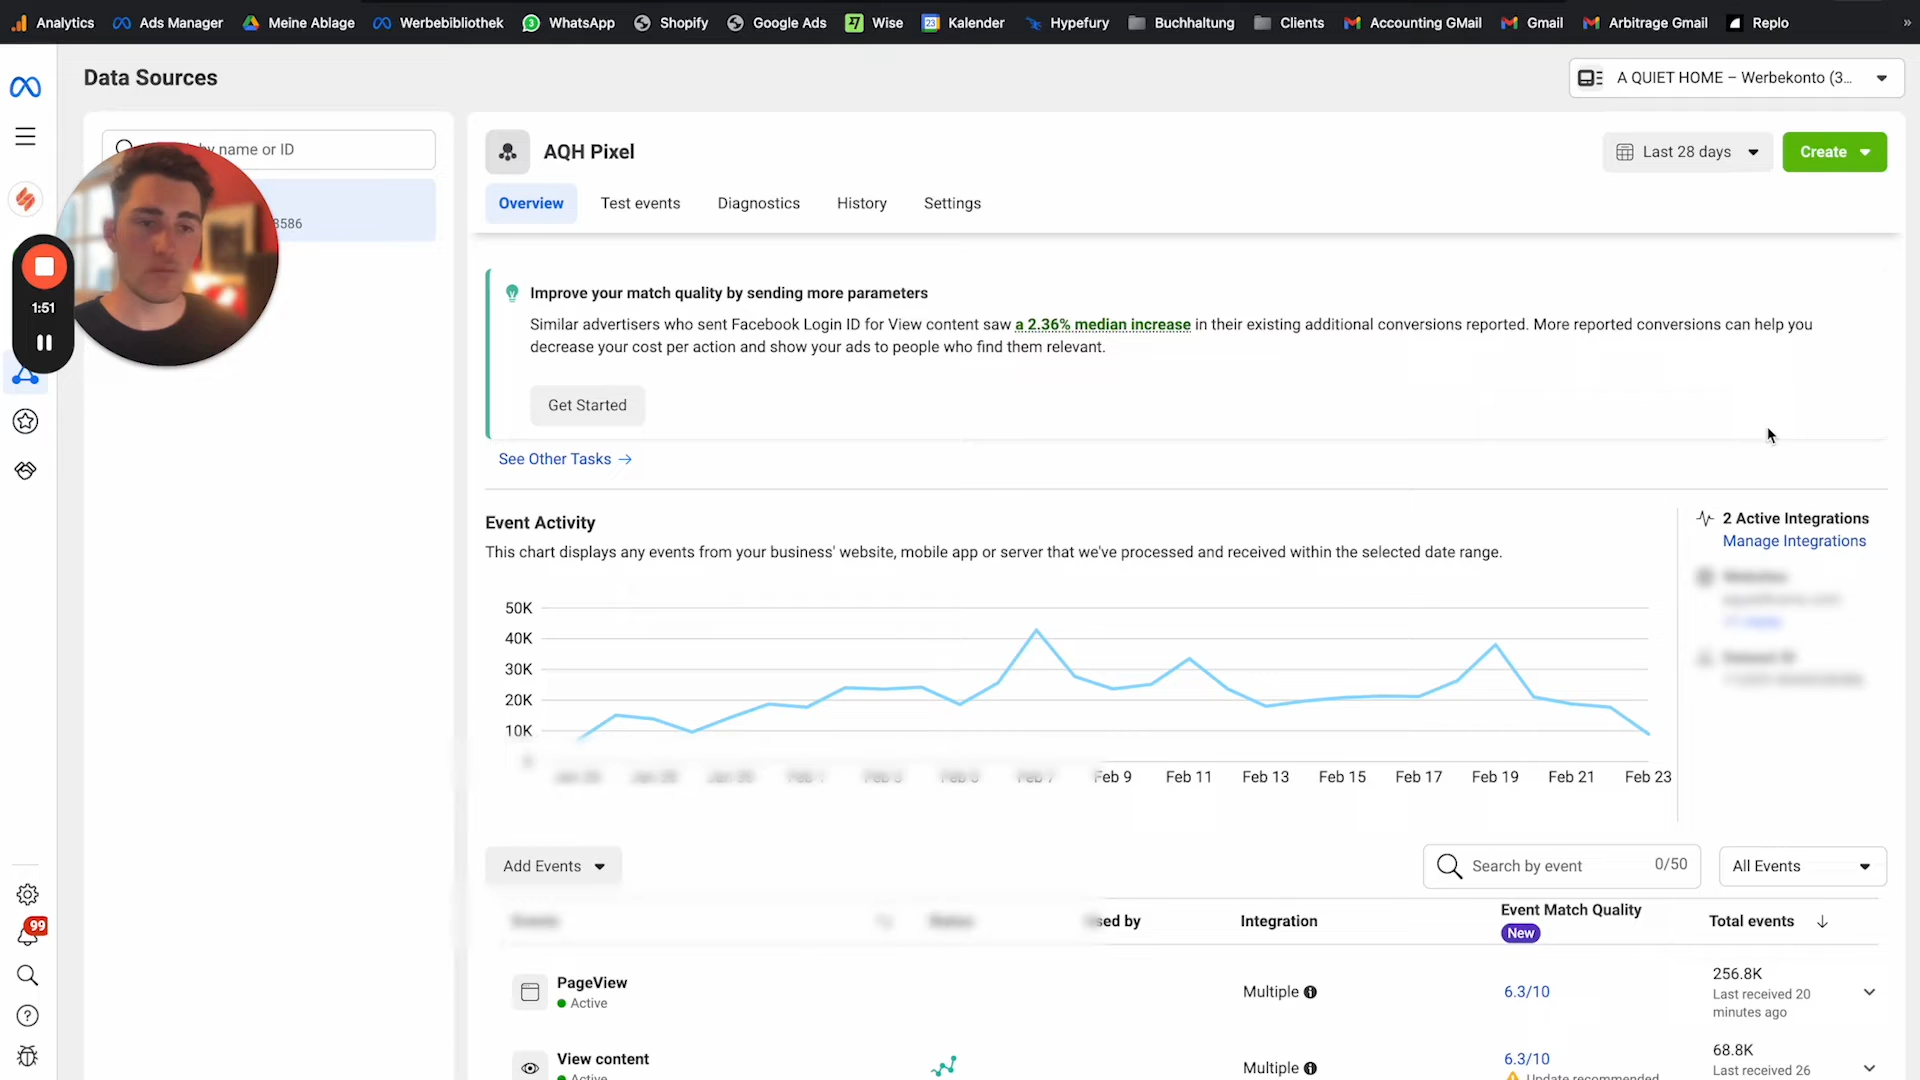 Analytics
Ads Manager
Meine Ablage
Werbebibliothek
WhatsApp
Shopify
Google Ads
Wise
Kalender
Hypefury
Buchhaltung
Clients
Accounting GMail
Gmail
Arbitrage Gmail
Replo
Data Sources
A QUIET HOME – Werbekonto (3...
by name or ID
3586
AQH Pixel
Last 28 days
Create
Overview
Test events
Diagnostics
History
Settings
1:51
Improve your match quality by sending more parameters
Similar advertisers who sent Facebook Login ID for View content saw a 2.36% median increase in their existing additional conversions reported. More reported conversions can help you
decrease your cost per action and show your ads to people who find them relevant.
Get Started
See Other Tasks →
Event Activity
This chart displays any events from your business' website, mobile app or server that we've processed and received within the selected date range.
2 Active Integrations
Manage Integrations
50K
40K
30K
20K
10K
Feb 9
Feb 11
Feb 13
Feb 15
Feb 17
Feb 19
Feb 21
Feb 23
Add Events
Search by event
0/50
All Events
Integration
Event Match Quality
New
Total events
99
PageView
Active
Multiple
6.3/10
256.8K
Last received 20
minutes ago
View content
Active
Multiple
6.3/10
Update recommended
68.8K
Last received 26